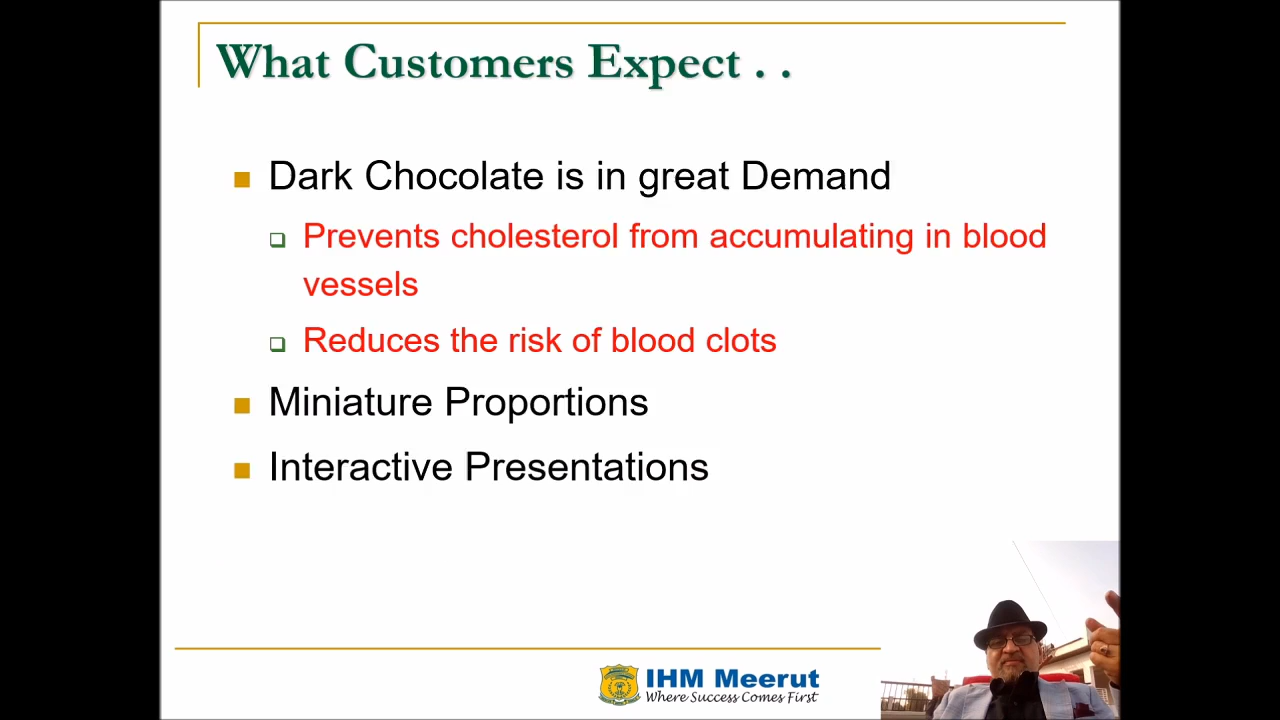 What Customers Expect . .
Dark Chocolate is in great Demand
Prevents cholesterol from accumulating in blood
vessels
Reduces the risk of blood clots
Miniature Proportions
Interactive Presentations
IHM Meerut
Where Success Comes First